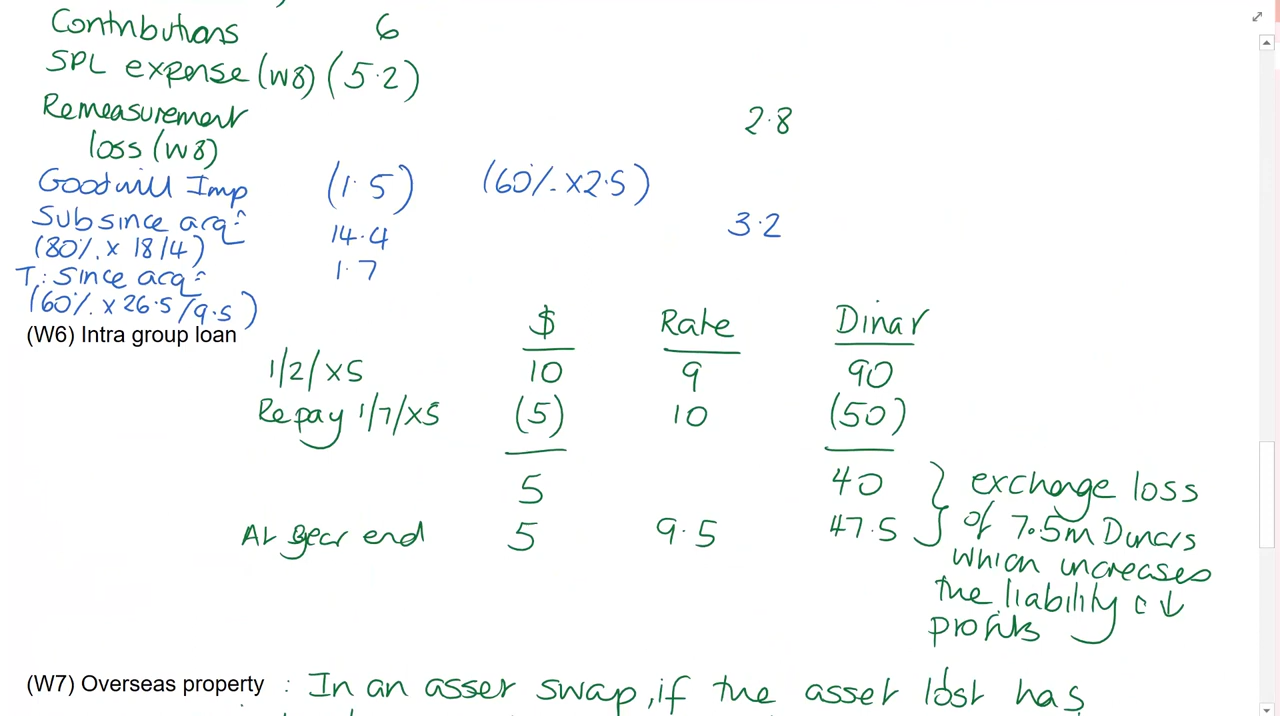 Contributions 6
SPL expense (W8) (5.2)
Remeasurement 2.8
loss (W8)
Goodwill Imp (1.5) (60%. x 2.5)
Sub since acqⁿ 3.2
(80%. x 18/4) 14.4
T: Since acqⁿ 1.7
(60%. x 26.5/9.5)
(W6) Intra group loan $ Rate Dinar
1/2/X5 10 9 90
Repay 1/7/X5 (5) 10 (50)
5 40 } exchange loss
At year end 5 9.5 47.5 of 7.5m Dinars
which increases
the liability & ↓
profits
(W7) Overseas property : In an asset swap, if the asset lost has